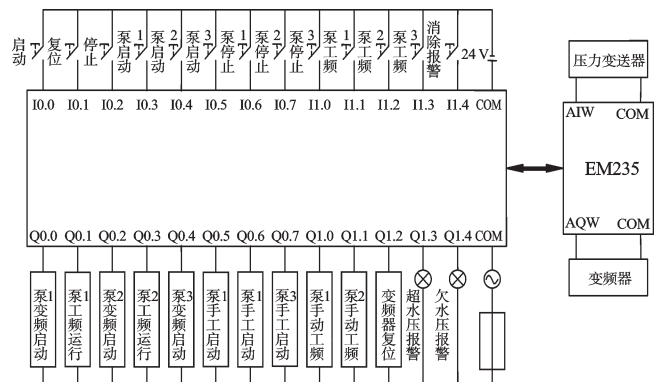 启动
复位
停止
泵1启动
泵2启动
泵3启动
泵1停止
泵2停止
泵3停止
泵1工频
泵2工频
泵3工频
消除报警
24 V
I0.0 I0.1 I0.2 I0.3 I0.4 I0.5 I0.6 I0.7 I1.0 I1.1 I1.2 I1.3 I1.4 COM
Q0.0 Q0.1 Q0.2 Q0.3 Q0.4 Q0.5 Q0.6 Q0.7 Q1.0 Q1.1 Q1.2 Q1.3 Q1.4 COM
泵1变频启动
泵1工频运行
泵2变频启动
泵2工频运行
泵3变频启动
泵1手工启动
泵1手工启动
泵3手工启动
泵1手动工频
泵2手动工频
变频器复位
超水压报警
欠水压报警
压力变送器
AIW COM
EM235
AQW COM
变频器